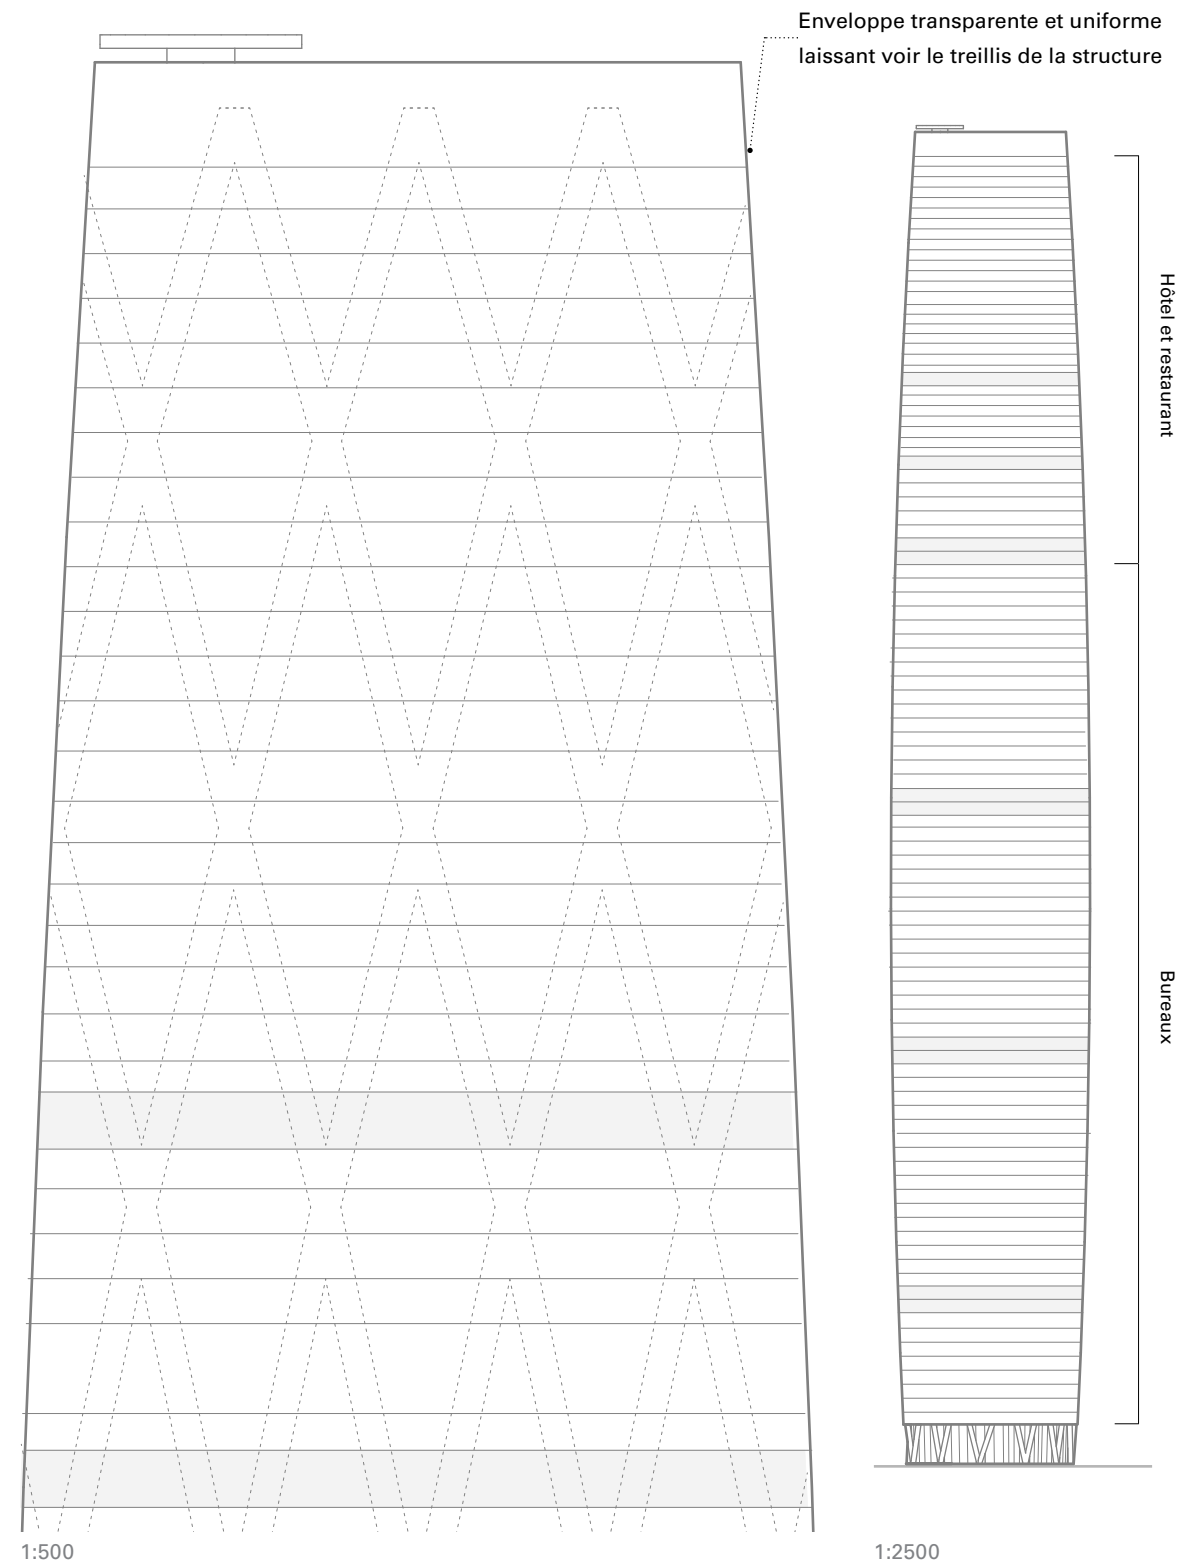 Enveloppe transparente et uniforme
laissant voir le treillis de la structure
Hôtel et restaurant
Bureaux
1:500
1:2500